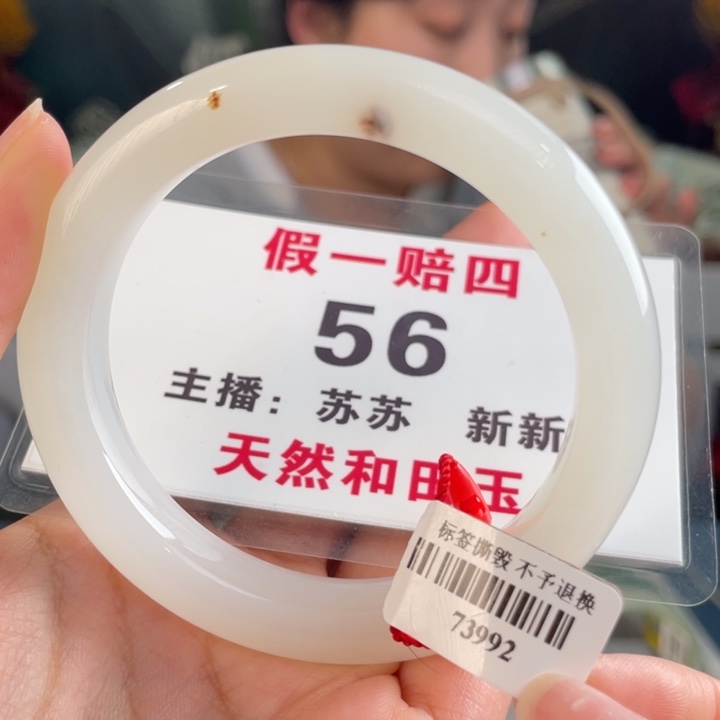 假一赔四
56
主播：苏苏 新新
天然和田玉
标签撕毁 不予退换
73992